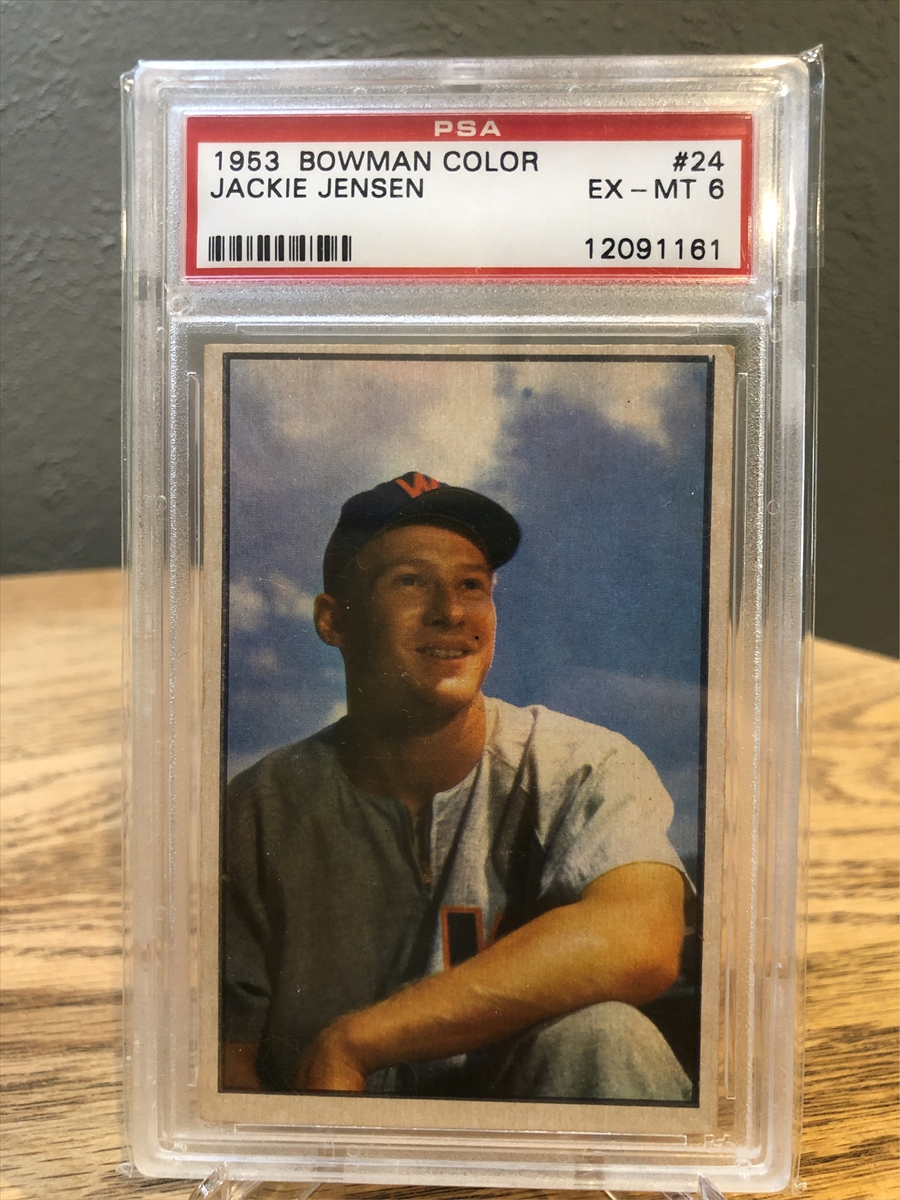 PSA
1953 BOWMAN COLOR #24
JACKIE JENSEN EX - MT 6
12091161
W